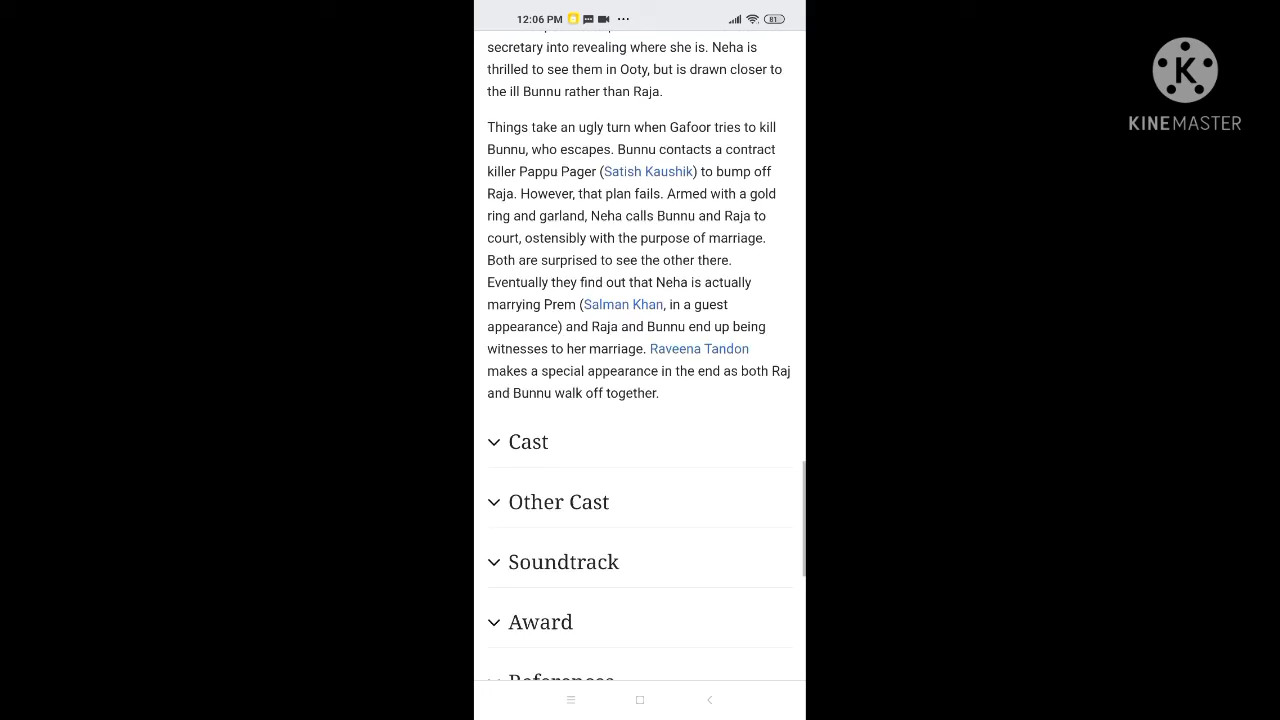 12:06 PM
81
secretary into revealing where she is. Neha is
thrilled to see them in Ooty, but is drawn closer to
the ill Bunnu rather than Raja.
Things take an ugly turn when Gafoor tries to kill
Bunnu, who escapes. Bunnu contacts a contract
killer Pappu Pager (Satish Kaushik) to bump off
Raja. However, that plan fails. Armed with a gold
ring and garland, Neha calls Bunnu and Raja to
court, ostensibly with the purpose of marriage.
Both are surprised to see the other there.
Eventually they find out that Neha is actually
marrying Prem (Salman Khan, in a guest
appearance) and Raja and Bunnu end up being
witnesses to her marriage. Raveena Tandon
makes a special appearance in the end as both Raj
and Bunnu walk off together.
Cast
Other Cast
Soundtrack
Award
References
K
KINEMASTER